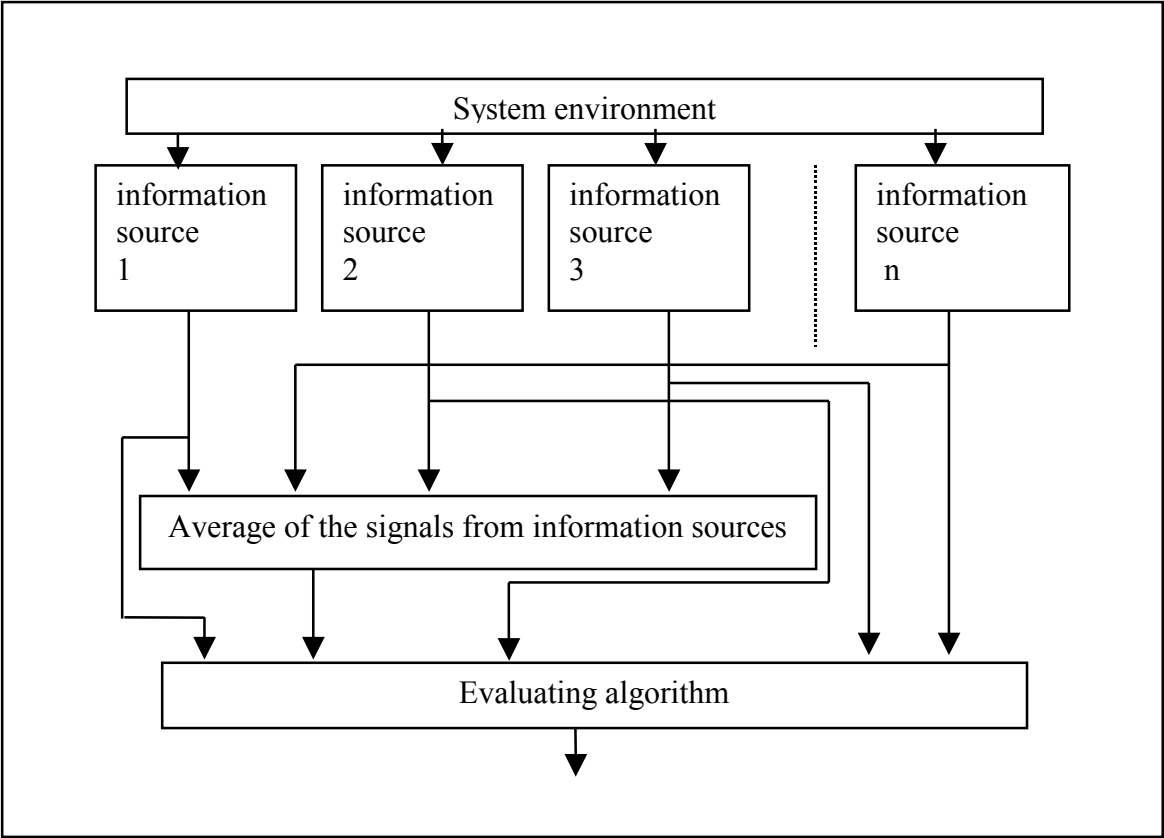 System environment
information
source
1
information
source
2
information
source
3
information
source
n
Average of the signals from information sources
Evaluating algorithm